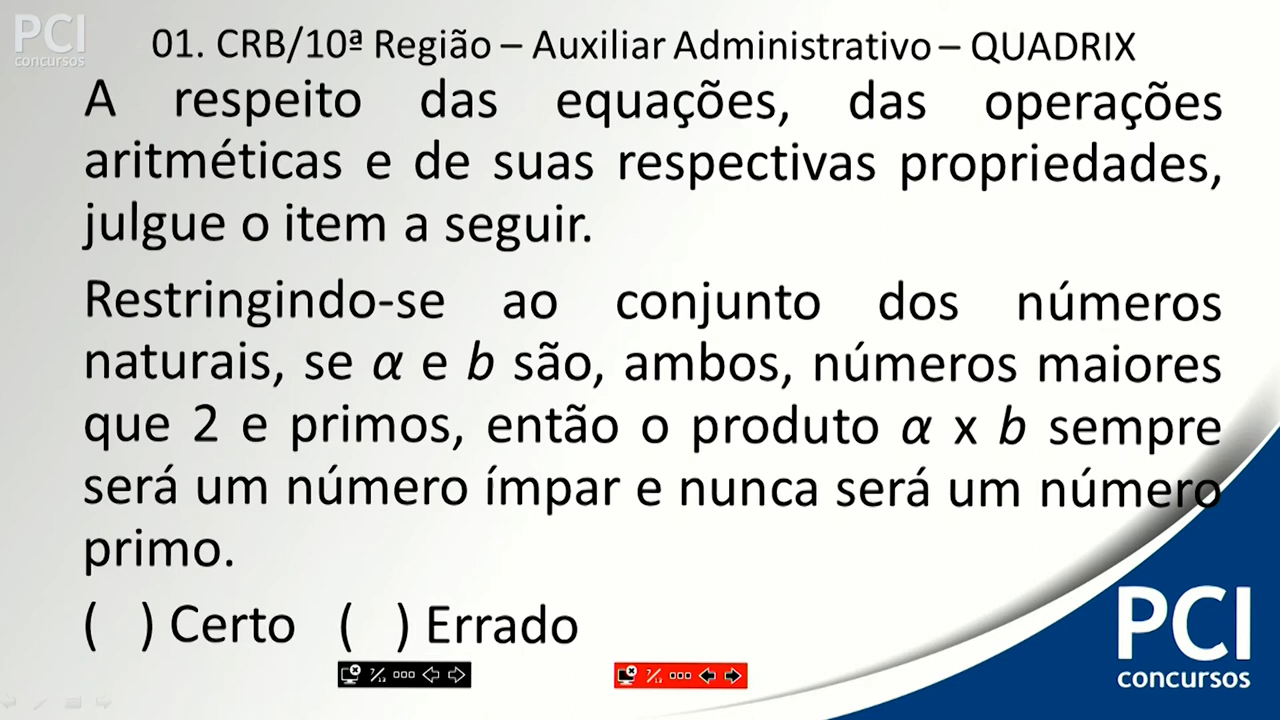 PCI
concursos
01. CRB/10ª Região – Auxiliar Administrativo – QUADRIX
A respeito das equações, das operações
aritméticas e de suas respectivas propriedades,
julgue o item a seguir.
Restringindo-se ao conjunto dos números
naturais, se α e b são, ambos, números maiores
que 2 e primos, então o produto α x b sempre
será um número ímpar e nunca será um número
primo.
( ) Certo ( ) Errado
PCI
concursos